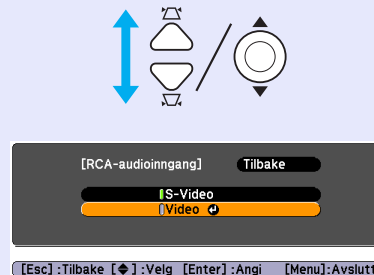 [RCA-audioinngang] Tilbake
S-Video
Video
[Esc] :Tilbake [◆] :Velg [Enter] :Angi [Menu]:Avslutt